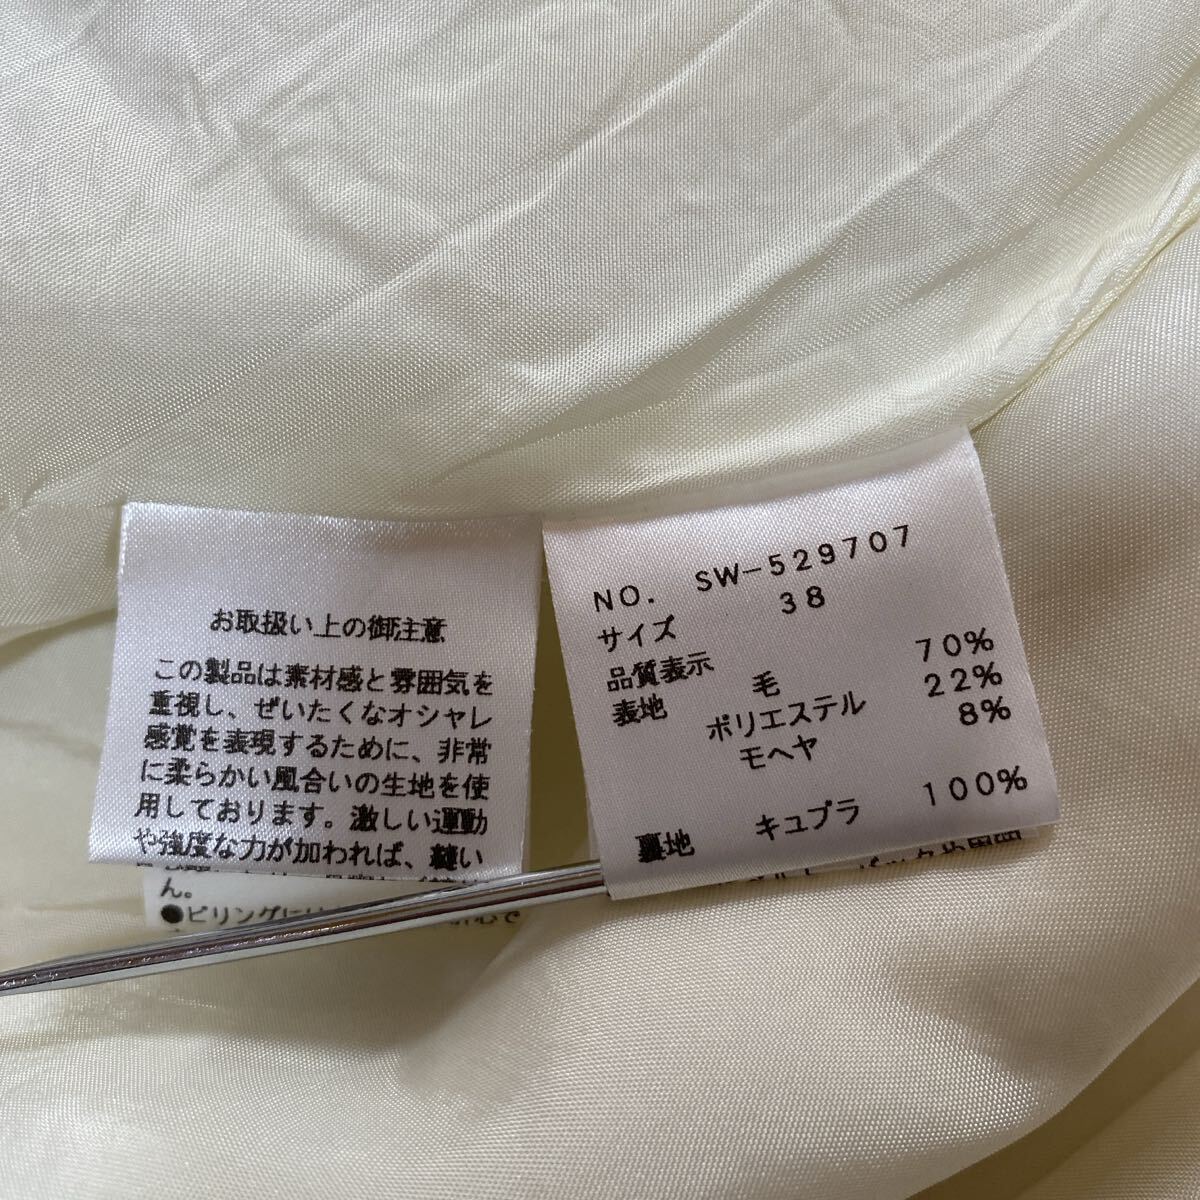 お取扱い上の御注意
この製品は素材感と雰囲気を
重視し、ぜいたくなオシャレ
感覚を表現するために、非常
に柔らかい風合いの生地を使
用しております。激しい運動
や強度な力が加われば、縫い
ん。
●ピリングに
NO. SW-529707
サイズ 38
品質表示
表地 毛 70%
ポリエステル 22%
モヘヤ 8%
裏地 キュプラ 100%